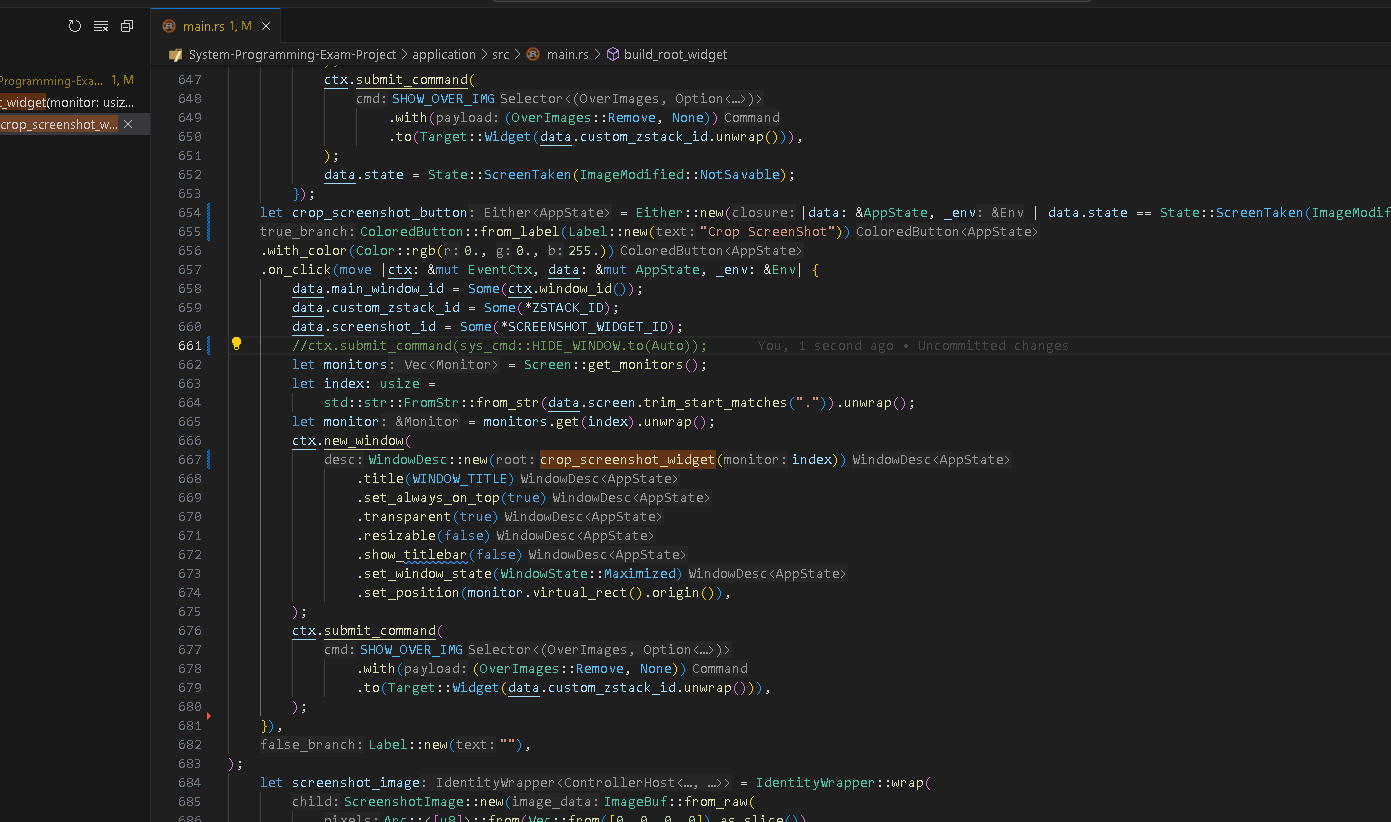 main.rs 1, M
System-Programming-Exam-Project > application > src > main.rs > build_root_widget
Programming-Exa... 1, M
t_widget(monitor: usiz...
crop_screenshot_w...
647 ctx.submit_command(
648 cmd: SHOW_OVER_IMG Selector<(OverImages, Option<…>)>
649 .with(payload: (OverImages::Remove, None)) Command
650 .to(Target::Widget(data.custom_zstack_id.unwrap())),
651 );
652 data.state = State::ScreenTaken(ImageModified::NotSavable);
653 });
654 let crop_screenshot_button: Either<AppState> = Either::new(closure: |data: &AppState, _env: &Env | data.state == State::ScreenTaken(ImageModif
655 true_branch: ColoredButton::from_label(Label::new(text: "Crop ScreenShot")) ColoredButton<AppState>
656 .with_color(Color::rgb(r: 0., g: 0., b: 255.)) ColoredButton<AppState>
657 .on_click(move |ctx: &mut EventCtx, data: &mut AppState, _env: &Env| {
658 data.main_window_id = Some(ctx.window_id());
659 data.custom_zstack_id = Some(*ZSTACK_ID);
660 data.screenshot_id = Some(*SCREENSHOT_WIDGET_ID);
661 //ctx.submit_command(sys_cmd::HIDE_WINDOW.to(Auto)); You, 1 second ago • Uncommitted changes
662 let monitors: Vec<Monitor> = Screen::get_monitors();
663 let index: usize =
664 std::str::FromStr::from_str(data.screen.trim_start_matches(".")).unwrap();
665 let monitor: &Monitor = monitors.get(index).unwrap();
666 ctx.new_window(
667 desc: WindowDesc::new(root: crop_screenshot_widget(monitor: index)) WindowDesc<AppState>
668 .title(WINDOW_TITLE) WindowDesc<AppState>
669 .set_always_on_top(true) WindowDesc<AppState>
670 .transparent(true) WindowDesc<AppState>
671 .resizable(false) WindowDesc<AppState>
672 .show_titlebar(false) WindowDesc<AppState>
673 .set_window_state(WindowState::Maximized) WindowDesc<AppState>
674 .set_position(monitor.virtual_rect().origin()),
675 );
676 ctx.submit_command(
677 cmd: SHOW_OVER_IMG Selector<(OverImages, Option<…>)>
678 .with(payload: (OverImages::Remove, None)) Command
679 .to(Target::Widget(data.custom_zstack_id.unwrap())),
680 );
681 }),
682 false_branch: Label::new(text: ""),
683 );
684 let screenshot_image: IdentityWrapper<ControllerHost<…, …>> = IdentityWrapper::wrap(
685 child: ScreenshotImage::new(image_data: ImageBuf::from_raw(
686 pixels: Arc::<[u8]>::from(Vec::from([0, 0, 0, 0]).as_slice())